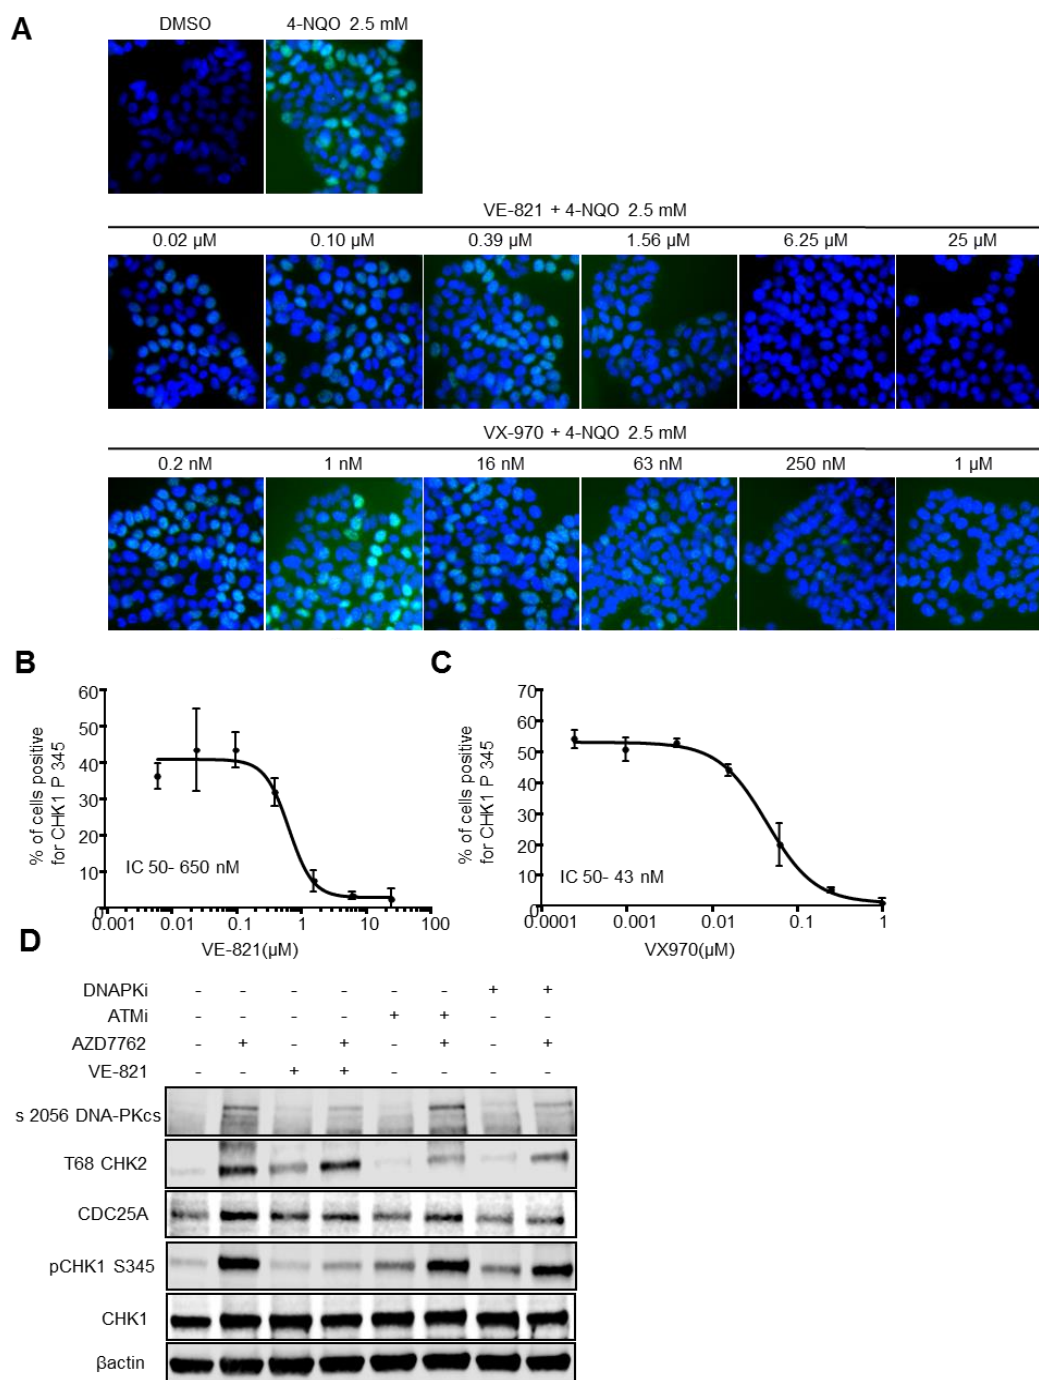 A
DMSO 4-NQO 2.5 mM
VE-821 + 4-NQO 2.5 mM
0.02 µM 0.10 µM 0.39 µM 1.56 µM 6.25 µM 25 µM
VX-970 + 4-NQO 2.5 mM
0.2 nM 1 nM 16 nM 63 nM 250 nM 1 µM
B
% of cells positive
for CHK1 P 345
60
50
40
30
20
10
0
IC 50- 650 nM
0.001 0.01 0.1 1 10 100
VE-821(µM)
C
% of cells positive
for CHK1 P 345
70
60
50
40
30
20
10
0
IC 50- 43 nM
0.0001 0.001 0.01 0.1 1
VX970(µM)
D
DNAPKi - - - - - - + +
ATMi - - - - + + - -
AZD7762 - + - + - + - +
VE-821 - - + + - - - -
s 2056 DNA-PKcs
T68 CHK2
CDC25A
pCHK1 S345
CHK1
βactin